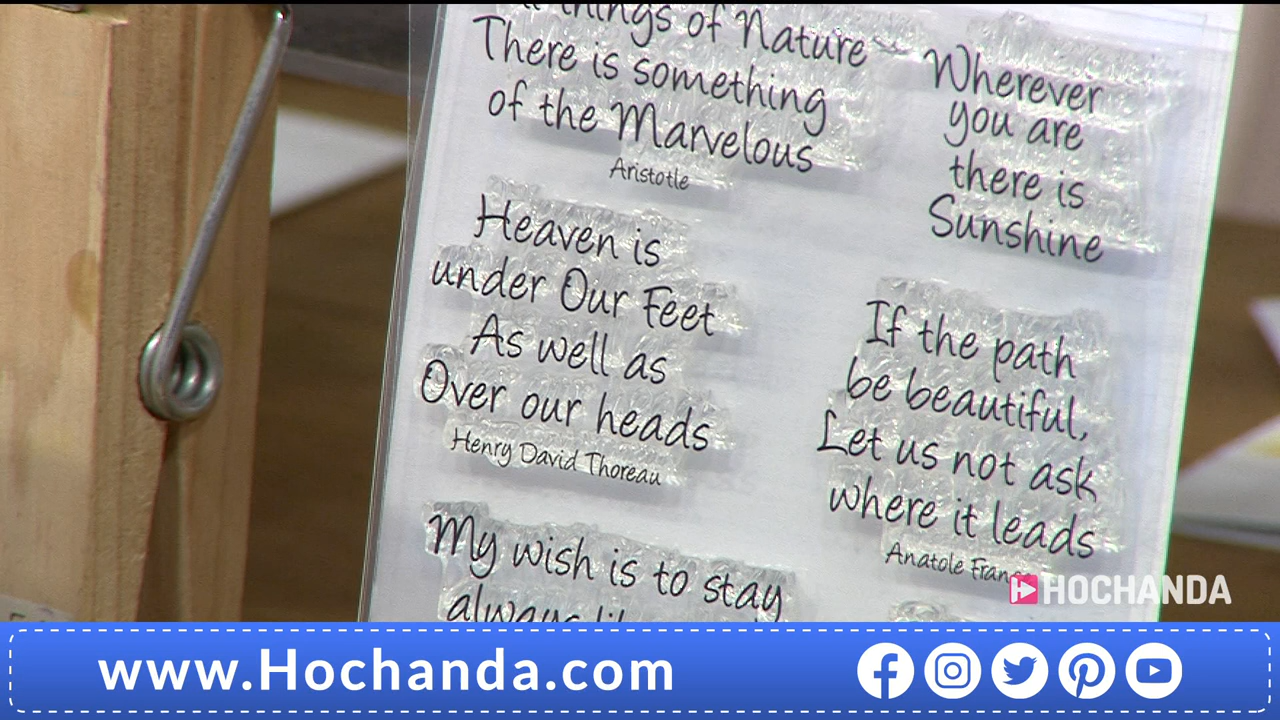 things of Nature
There is something
of the Marvelous
Aristotle
Heaven is
under Our Feet
As well as
Over our heads
Henry David Thoreau
My wish is to stay
always
Wherever
you are
there is
Sunshine
If the path
be beautiful,
Let us not ask
where it leads
Anatole
HOCHANDA
www.Hochanda.com